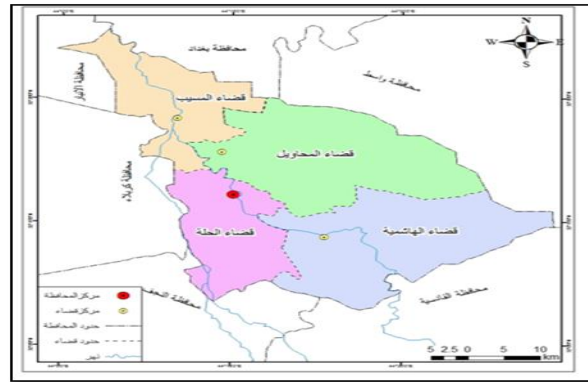 N
W E
S
محافظة بغداد
محافظة واسط
محافظة الانبار
قضاء المسيب
قضاء المحاويل
محافظة كربلاء
قضاء الحلة
قضاء الهاشمية
محافظة القادسية
مركز المحافظة
مركز قضاء
حدود المحافظة
حدود قضاء
نهر
5 2.5 0 5 10
km